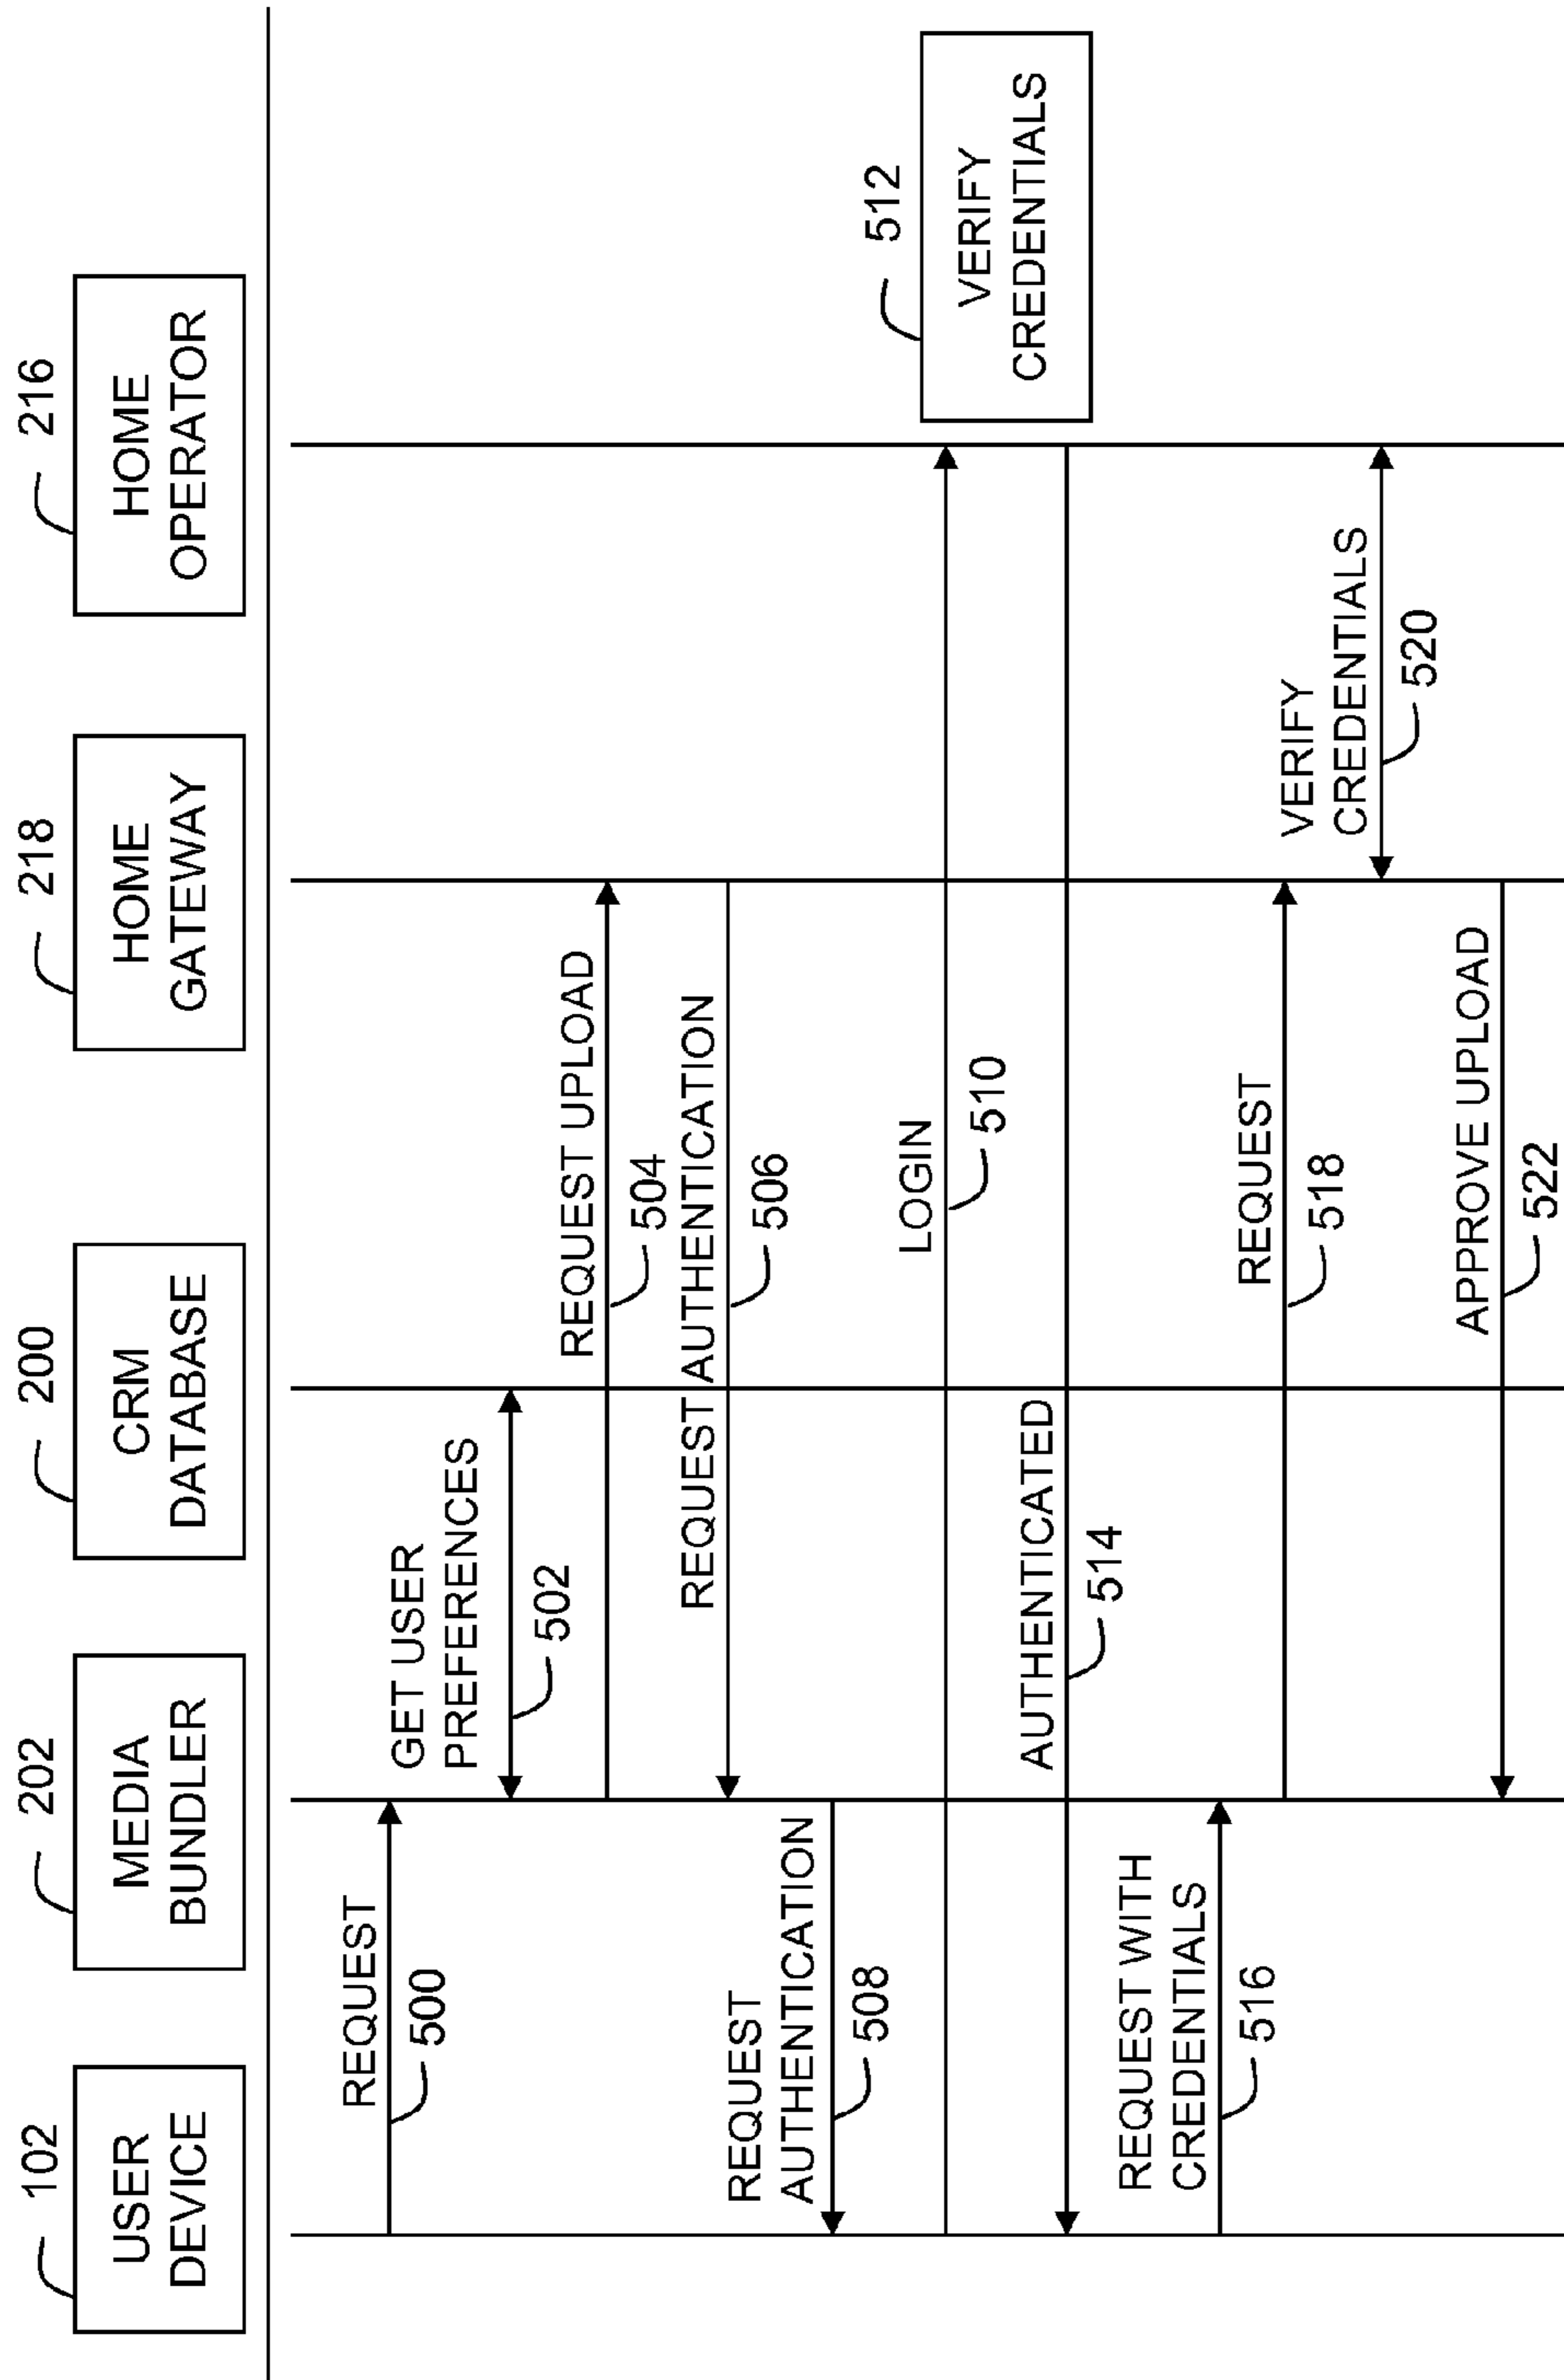 102
USER
DEVICE
202
MEDIA
BUNDLER
200
CRM
DATABASE
218
HOME
GATEWAY
216
HOME
OPERATOR
REQUEST
500
GET USER
PREFERENCES
502
REQUEST UPLOAD
504
REQUEST AUTHENTICATION
506
REQUEST
AUTHENTICATION
508
LOGIN
510
512
VERIFY
CREDENTIALS
AUTHENTICATED
514
REQUEST WITH
CREDENTIALS
516
REQUEST
518
VERIFY
CREDENTIALS
520
APPROVE UPLOAD
522